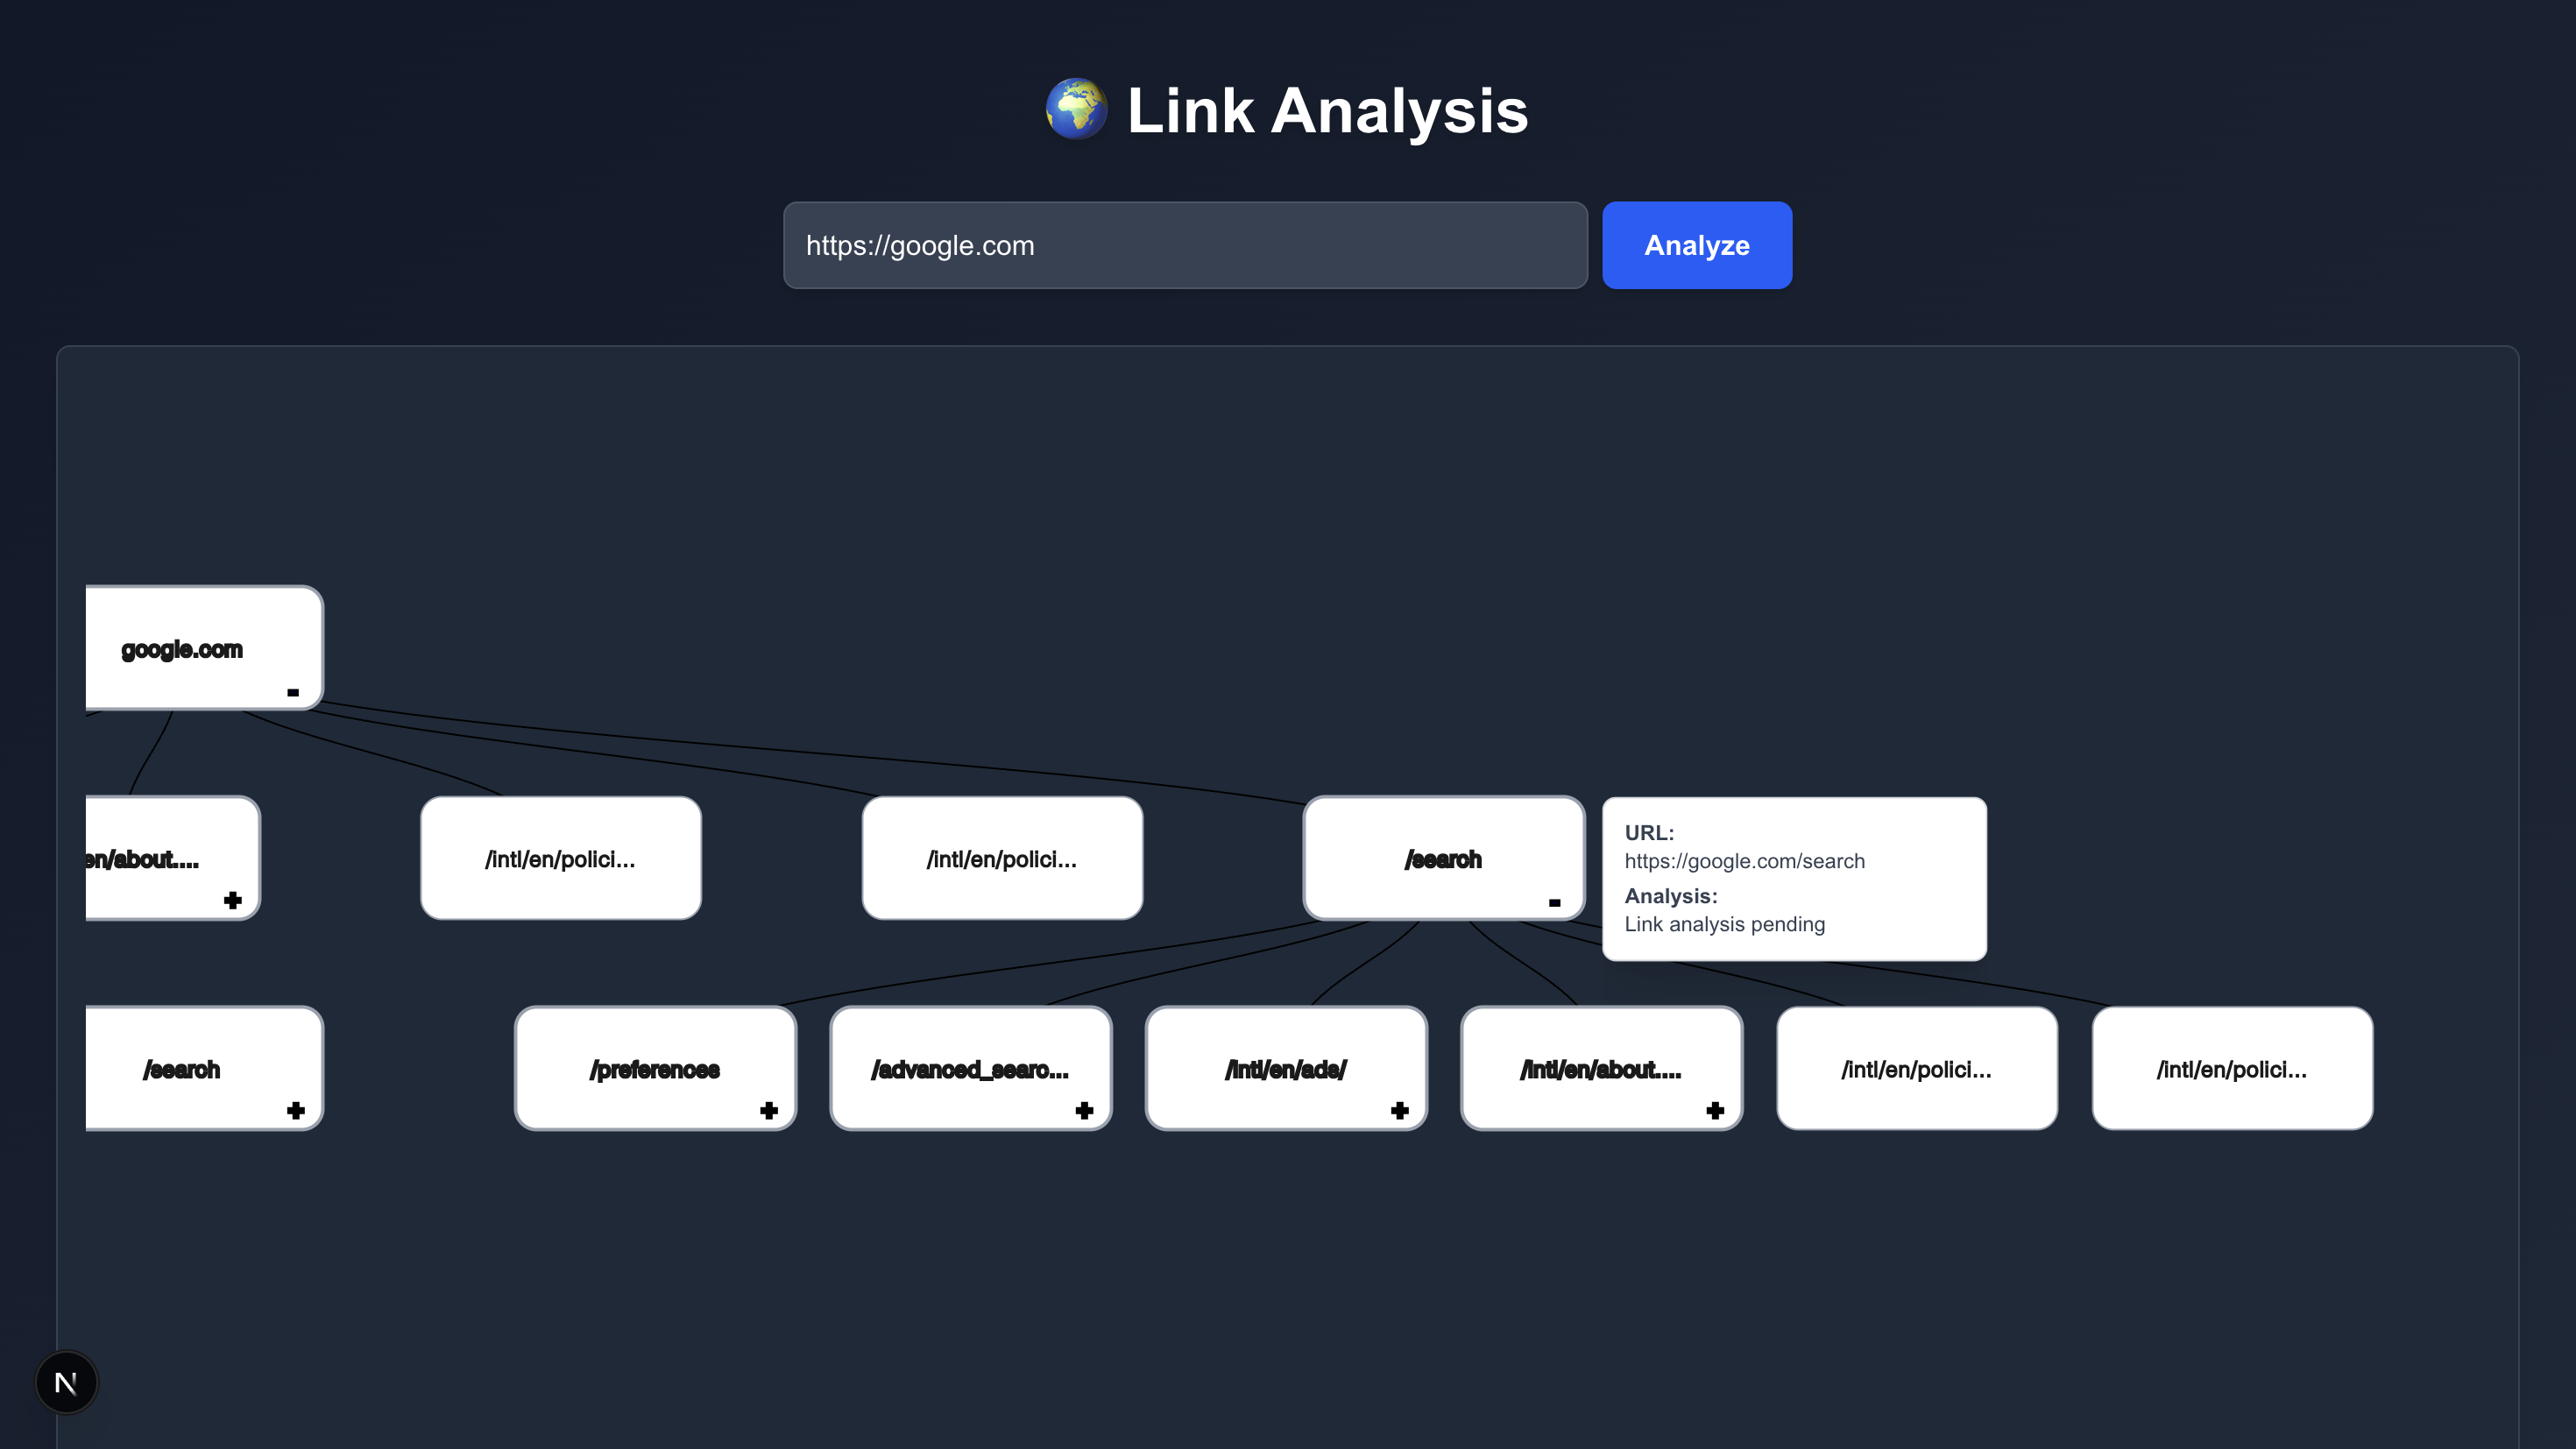 Link Analysis
https://google.com
Analyze
google.com
-
en/about....
+
/intl/en/polici...
/intl/en/polici...
/search
-
URL:
https://google.com/search
Analysis:
Link analysis pending
/search
+
/preferences
+
/advanced_searc...
+
/intl/en/ads/
+
/intl/en/about....
+
/intl/en/polici...
/intl/en/polici...
N